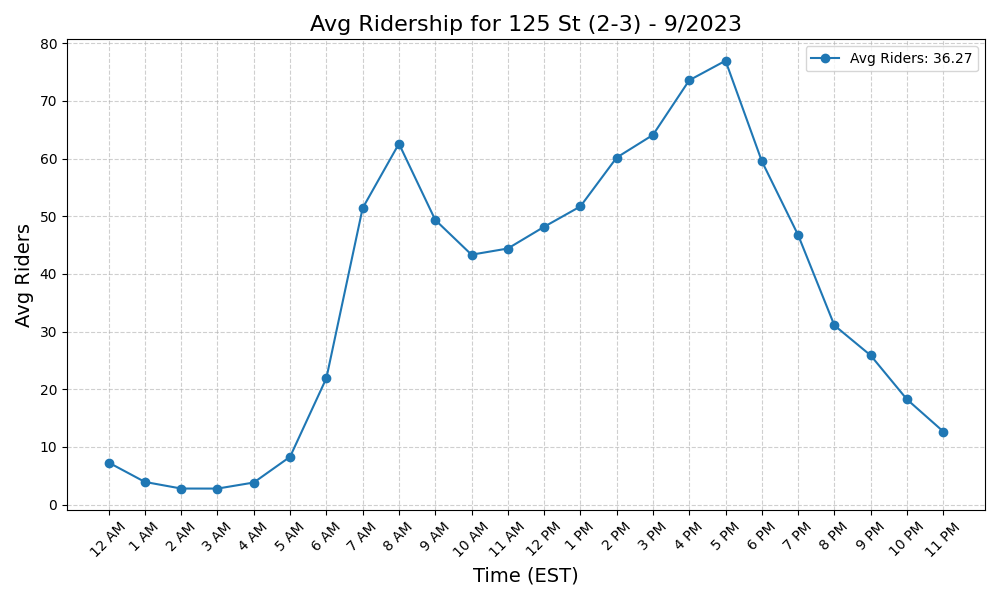 Avg Ridership for 125 St (2-3) - 9/2023
Avg Riders: 36.27
Avg Riders
80
70
60
50
40
30
20
10
0
12 AM
1 AM
2 AM
3 AM
4 AM
5 AM
6 AM
7 AM
8 AM
9 AM
10 AM
11 AM
12 PM
1 PM
2 PM
3 PM
4 PM
5 PM
6 PM
7 PM
8 PM
9 PM
10 PM
11 PM
Time (EST)